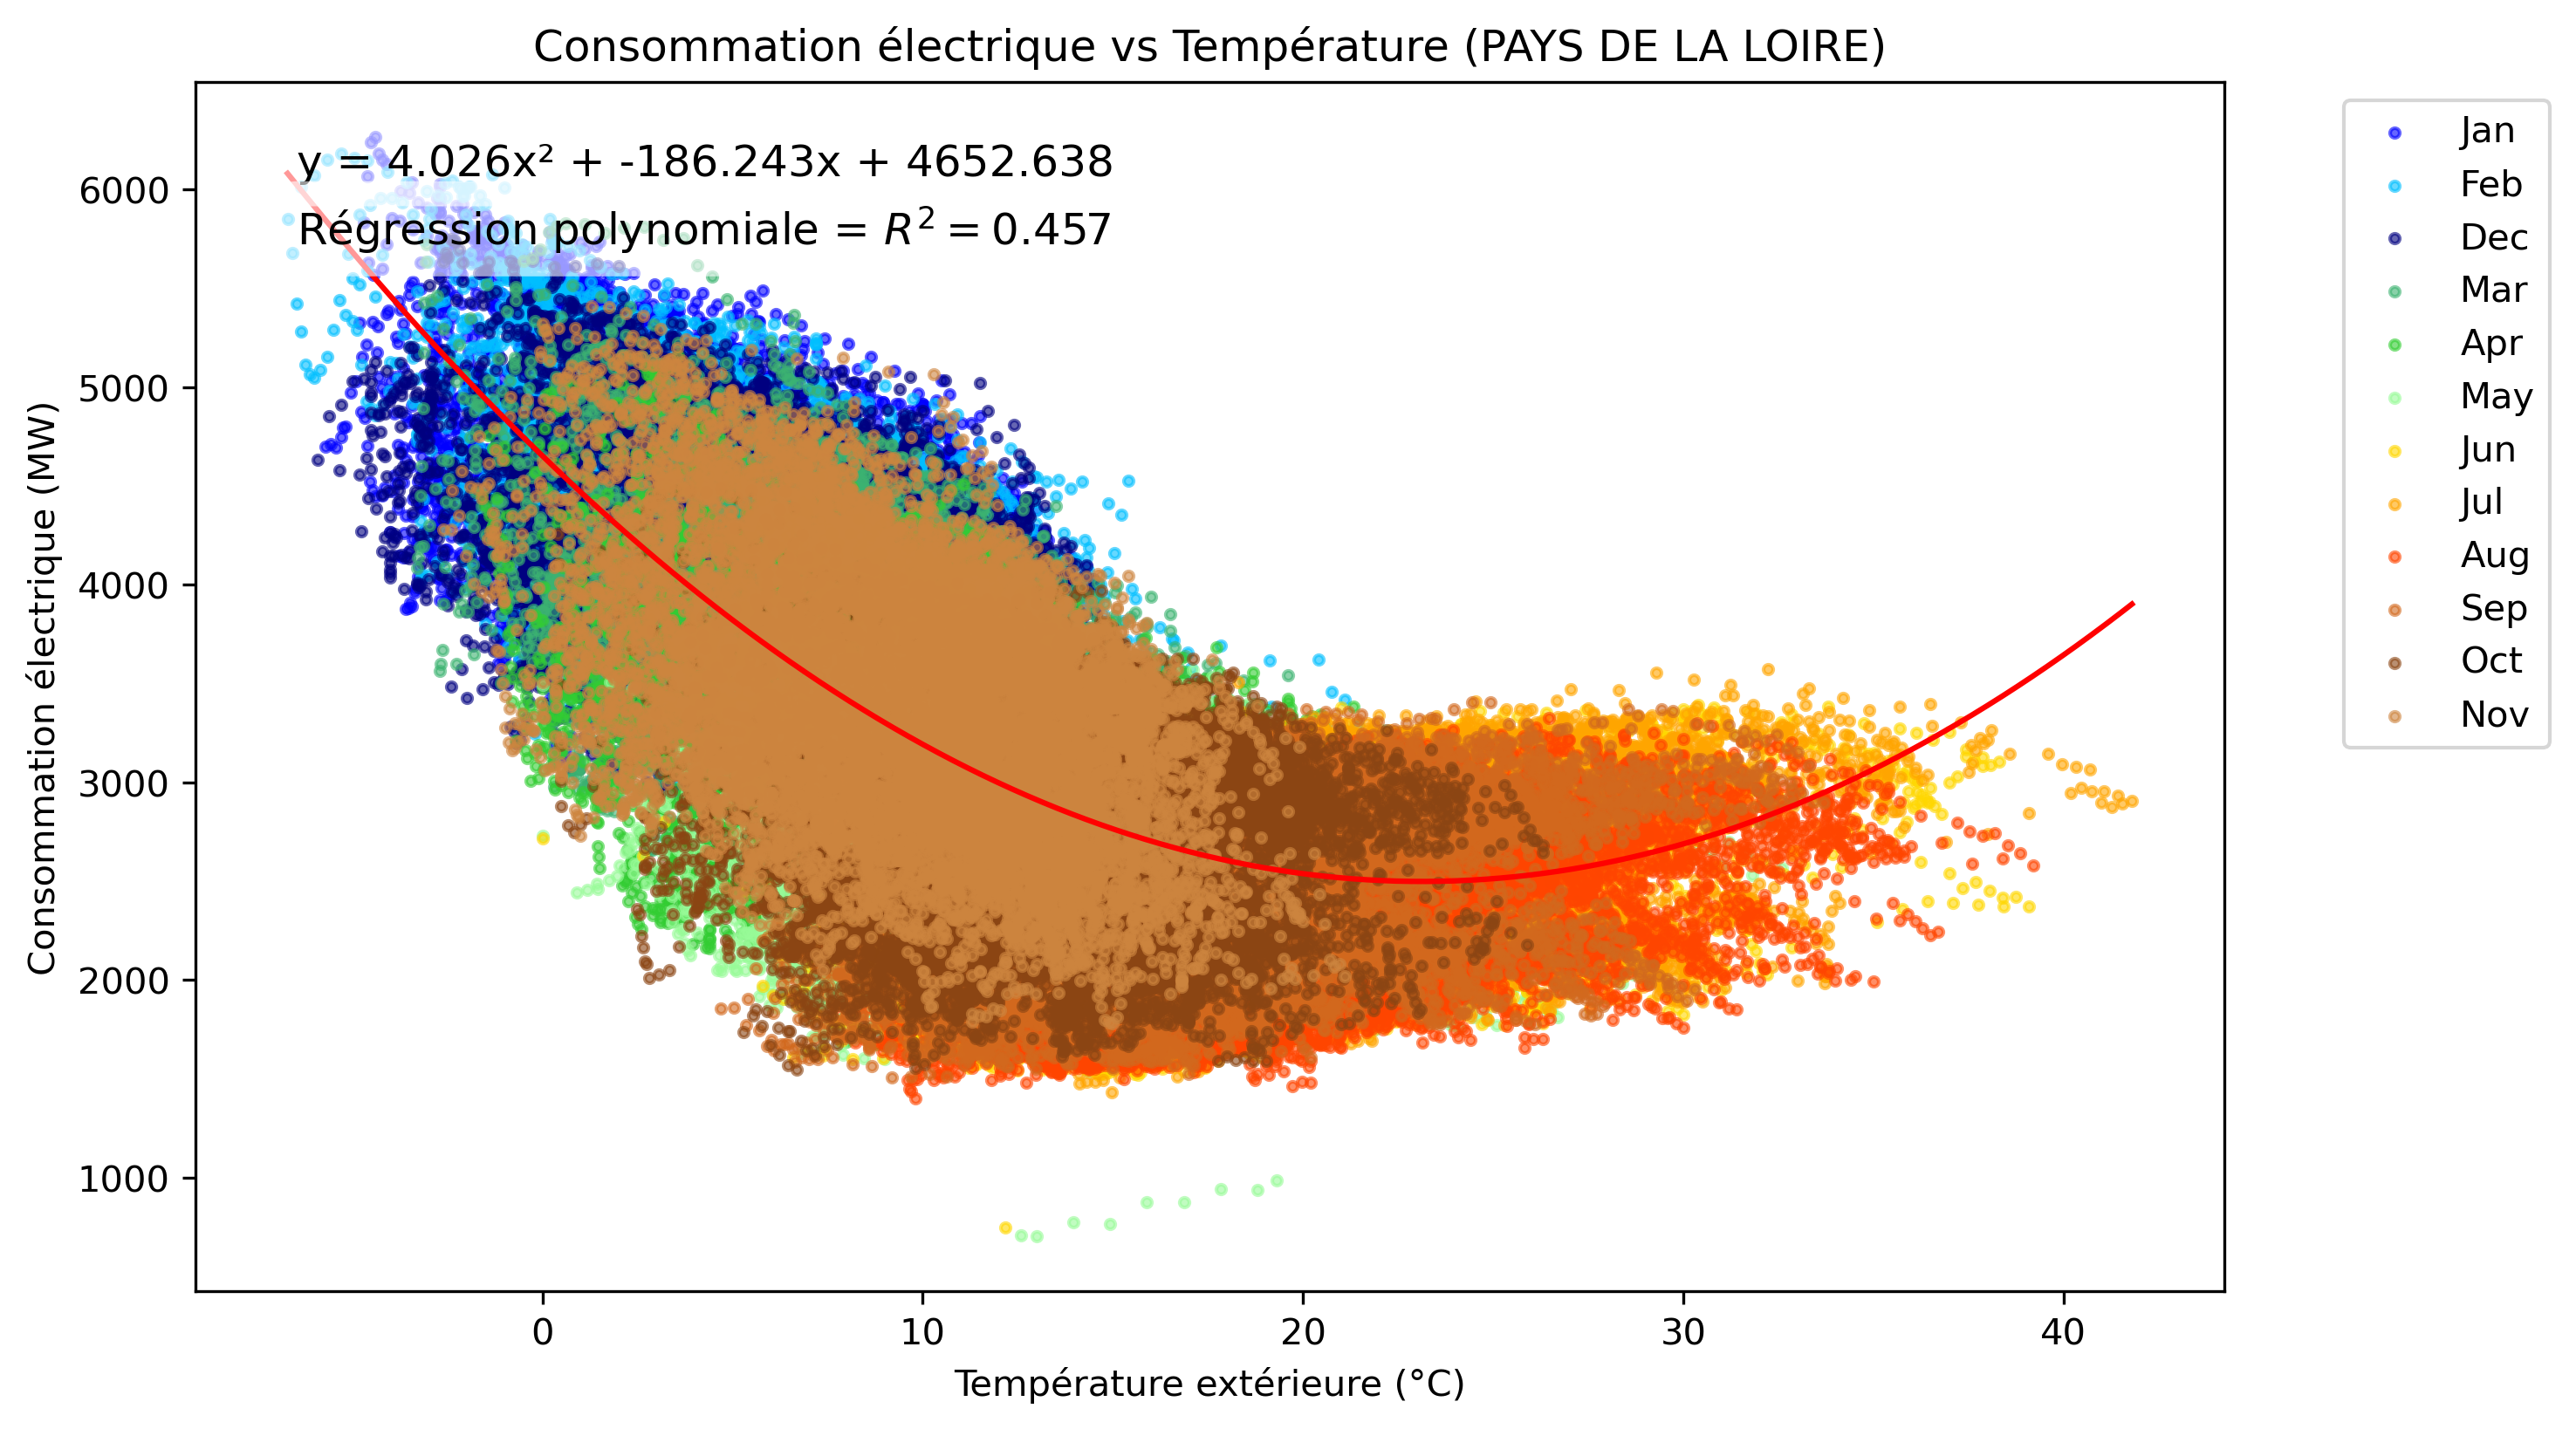 Consommation électrique vs Température (PAYS DE LA LOIRE)
y = 4.026x² + -186.243x + 4652.638
Régression polynomiale = R² = 0.457
Consommation électrique (MW)
6000
5000
4000
3000
2000
1000
0
10
20
30
40
Température extérieure (°C)
Jan
Feb
Dec
Mar
Apr
May
Jun
Jul
Aug
Sep
Oct
Nov